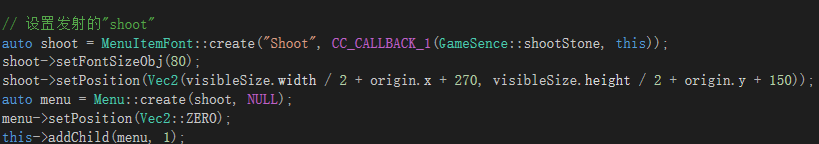 // 设置发射的"shoot"
auto shoot = MenuItemFont::create("Shoot", CC_CALLBACK_1(GameSence::shootStone, this));
shoot->setFontSizeObj(80);
shoot->setPosition(Vec2(visibleSize.width / 2 + origin.x + 270, visibleSize.height / 2 + origin.y + 150));
auto menu = Menu::create(shoot, NULL);
menu->setPosition(Vec2::ZERO);
this->addChild(menu, 1);